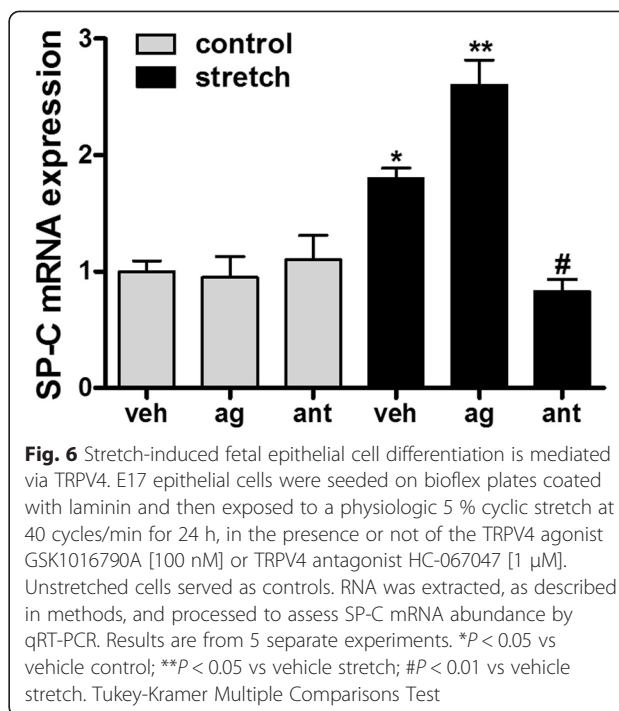 3
control
stretch
**
2
*
1
#
0
SP-C mRNA expression
veh ag ant veh ag ant
Fig. 6 Stretch-induced fetal epithelial cell differentiation is mediated
via TRPV4. E17 epithelial cells were seeded on bioflex plates coated
with laminin and then exposed to a physiologic 5 % cyclic stretch at
40 cycles/min for 24 h, in the presence or not of the TRPV4 agonist
GSK1016790A [100 nM] or TRPV4 antagonist HC-067047 [1 μM].
Unstretched cells served as controls. RNA was extracted, as described
in methods, and processed to assess SP-C mRNA abundance by
qRT-PCR. Results are from 5 separate experiments. *P < 0.05 vs
vehicle control; **P < 0.05 vs vehicle stretch; #P < 0.01 vs vehicle
stretch. Tukey-Kramer Multiple Comparisons Test